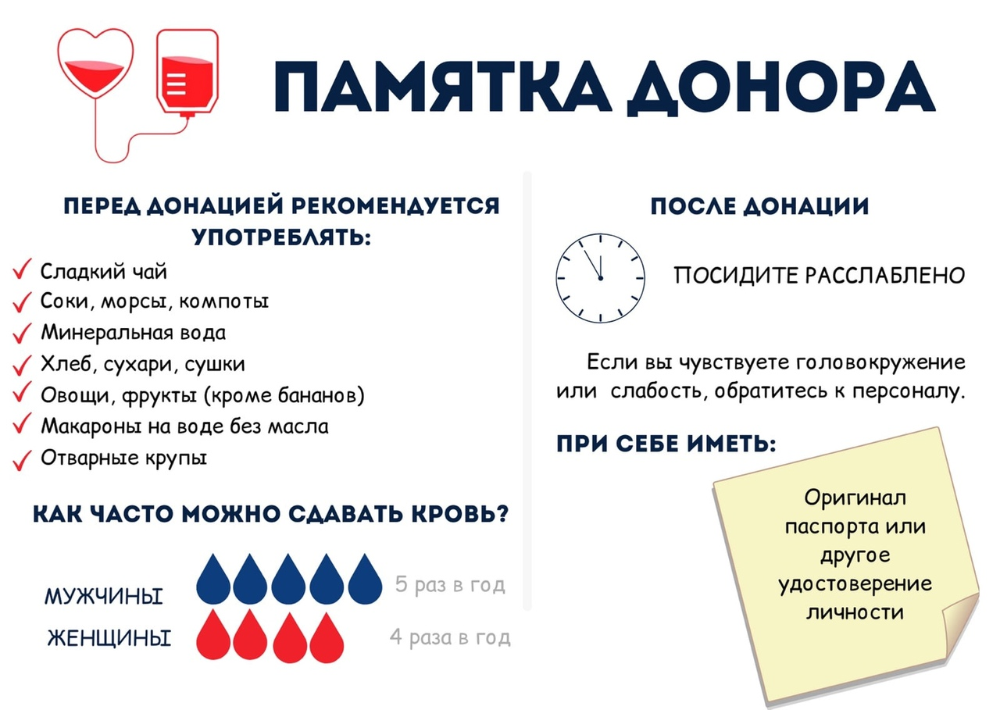 ПАМЯТКА ДОНОРА
ПЕРЕД ДОНАЦИЕЙ РЕКОМЕНДУЕТСЯ
УПОТРЕБЛЯТЬ:
Сладкий чай
Соки, морсы, компоты
Минеральная вода
Хлеб, сухари, сушки
Овощи, фрукты (кроме бананов)
Макароны на воде без масла
Отварные крупы
КАК ЧАСТО МОЖНО СДАВАТЬ КРОВЬ?
МУЖЧИНЫ
5 раз в год
ЖЕНЩИНЫ
4 раза в год
ПОСЛЕ ДОНАЦИИ
ПОСИДИТЕ РАССЛАБЛЕНО
Если вы чувствуете головокружение
или слабость, обратитесь к персоналу.
ПРИ СЕБЕ ИМЕТЬ:
Оригинал
паспорта или
другое
удостоверение
личности